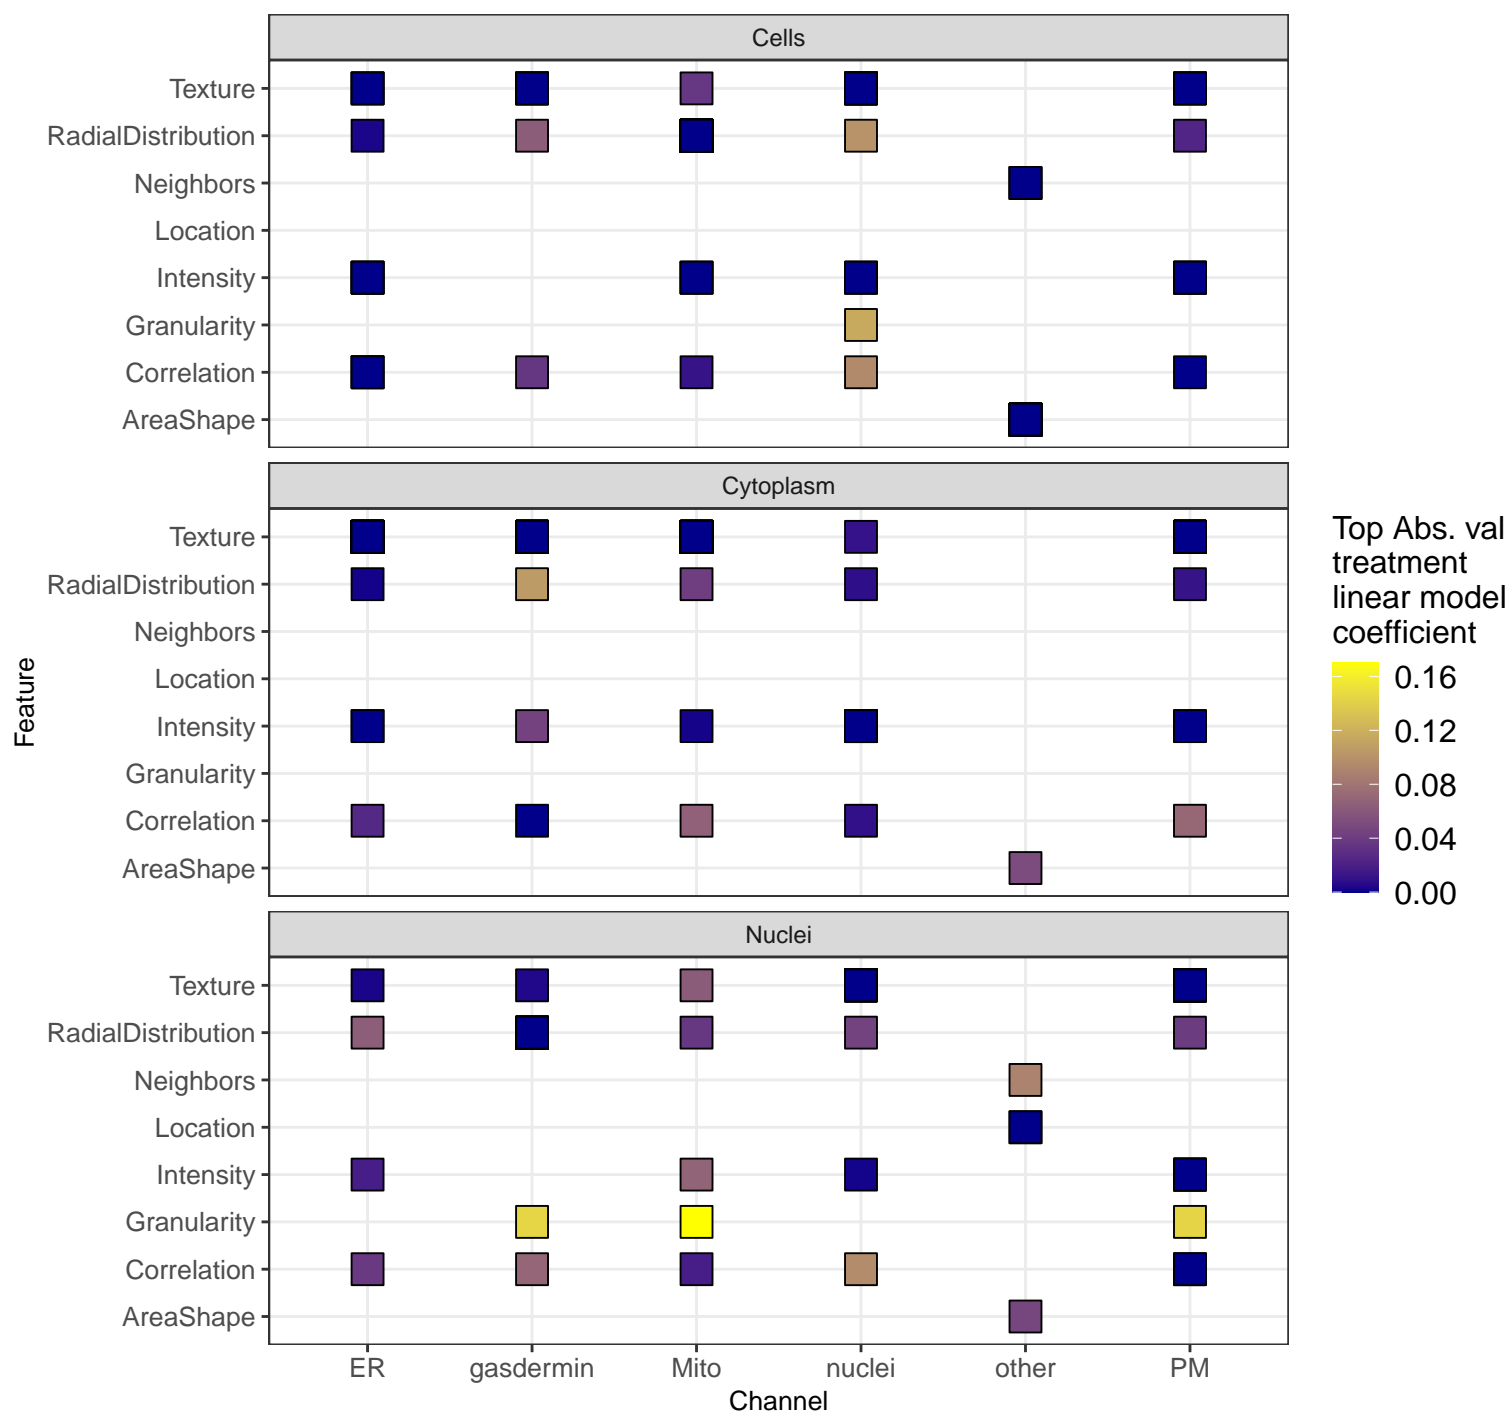 Cells
Texture
RadialDistribution
Neighbors
Location
Intensity
Granularity
Correlation
AreaShape
Cytoplasm
Texture
RadialDistribution
Neighbors
Location
Intensity
Granularity
Correlation
AreaShape
Nuclei
Texture
RadialDistribution
Neighbors
Location
Intensity
Granularity
Correlation
AreaShape
Feature
ER gasdermin Mito nuclei other PM
Channel
Top Abs. val
treatment
linear model
coefficient
0.16
0.12
0.08
0.04
0.00